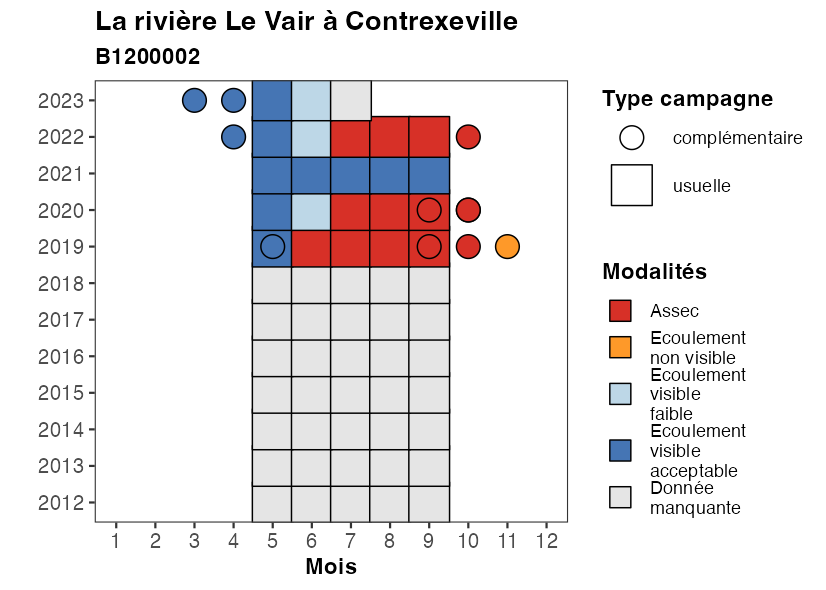 La rivière Le Vair à Contrexeville
B1200002
2023
2022
2021
2020
2019
2018
2017
2016
2015
2014
2013
2012
1 2 3 4 5 6 7 8 9 10 11 12
Mois
Type campagne
complémentaire
usuelle
Modalités
Assec
Ecoulement
non visible
Ecoulement
visible
faible
Ecoulement
visible
acceptable
Donnée
manquante